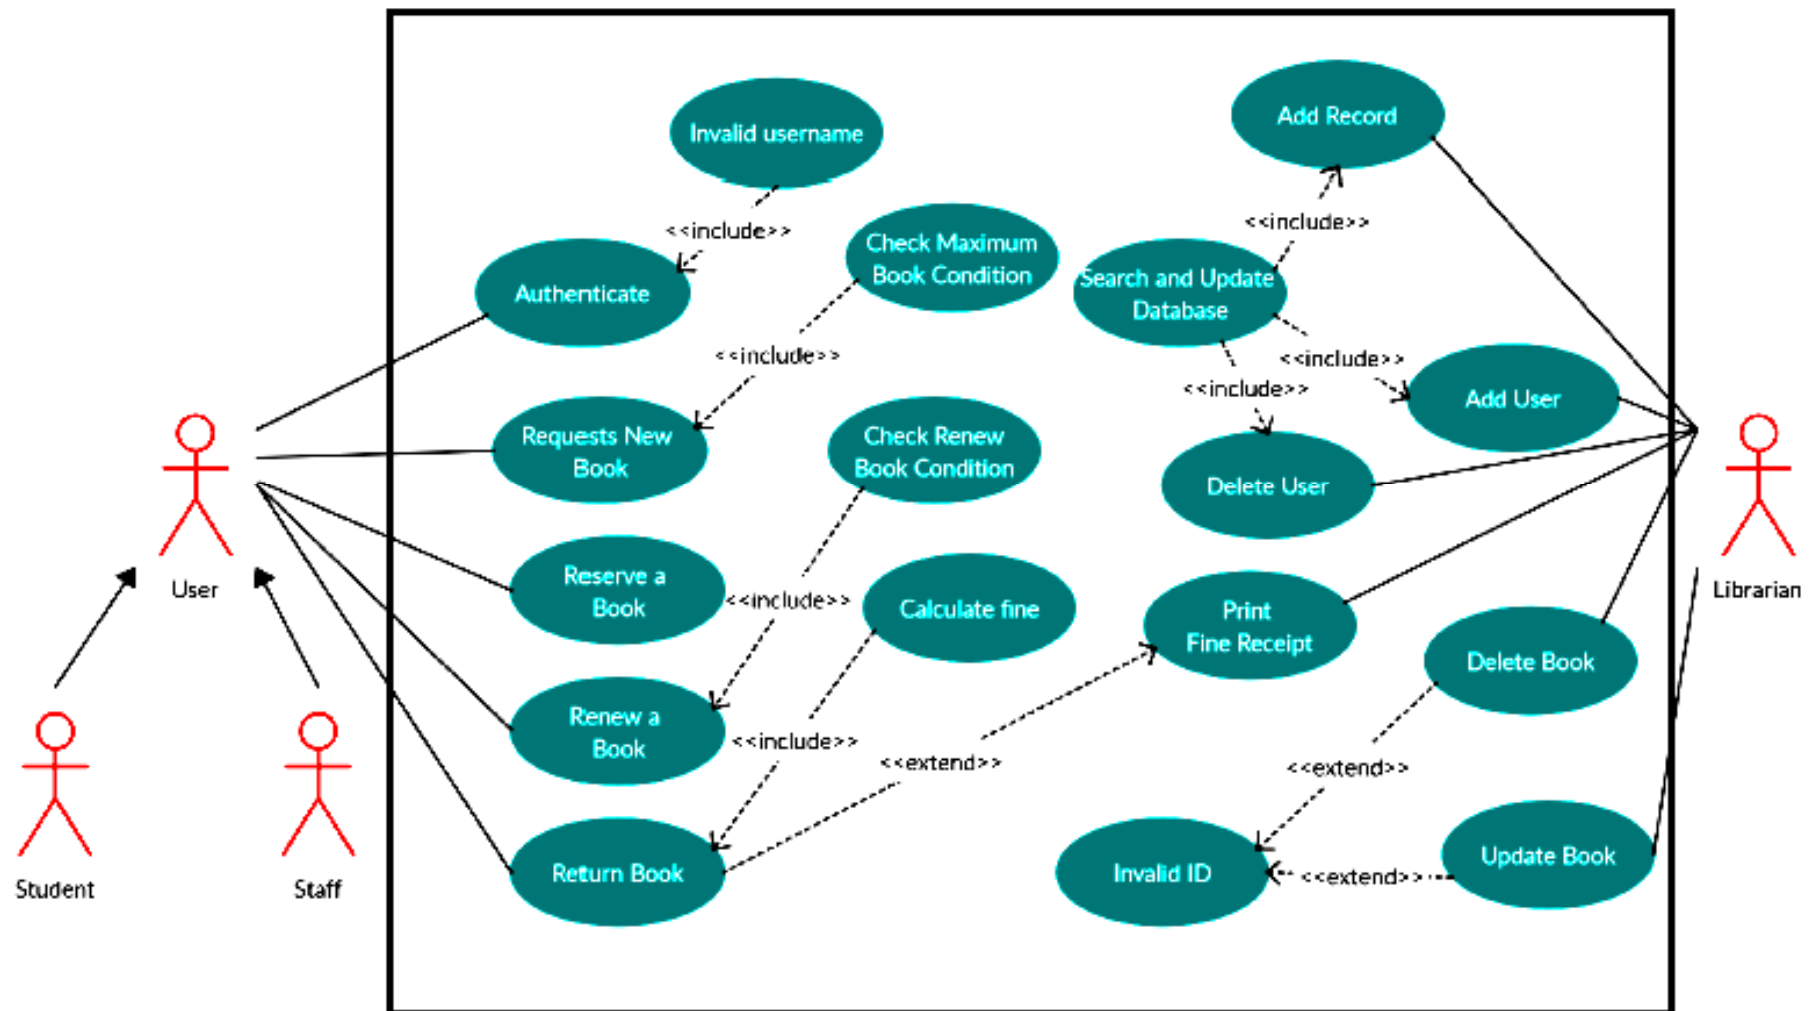 Invalid username
Add Record
<<include>>
<<include>>
Check Maximum
Book Condition
Authenticate
Search and Update
Database
<<include>>
<<include>>
<<include>>
Add User
Requests New
Book
Check Renew
Book Condition
Delete User
User
Reserve a
Book
<<include>>
Calculate fine
Print
Fine Receipt
Librarian
Delete Book
Renew a
Book
<<include>>
<<extend>>
<<extend>>
Return Book
Invalid ID
<<extend>>
Update Book
Student
Staff